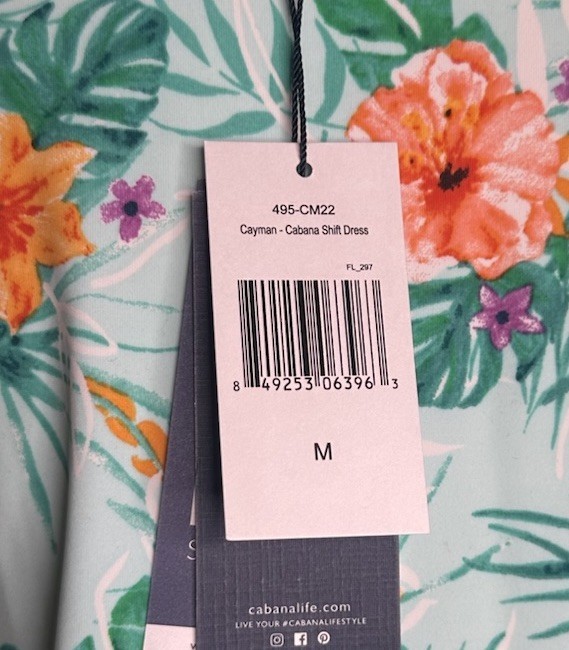 495-CM22
Cayman - Cabana Shift Dress
FL_297
8 49253 06396 3
M
cabanalife.com
LIVE YOUR #CABANALIFESTYLE